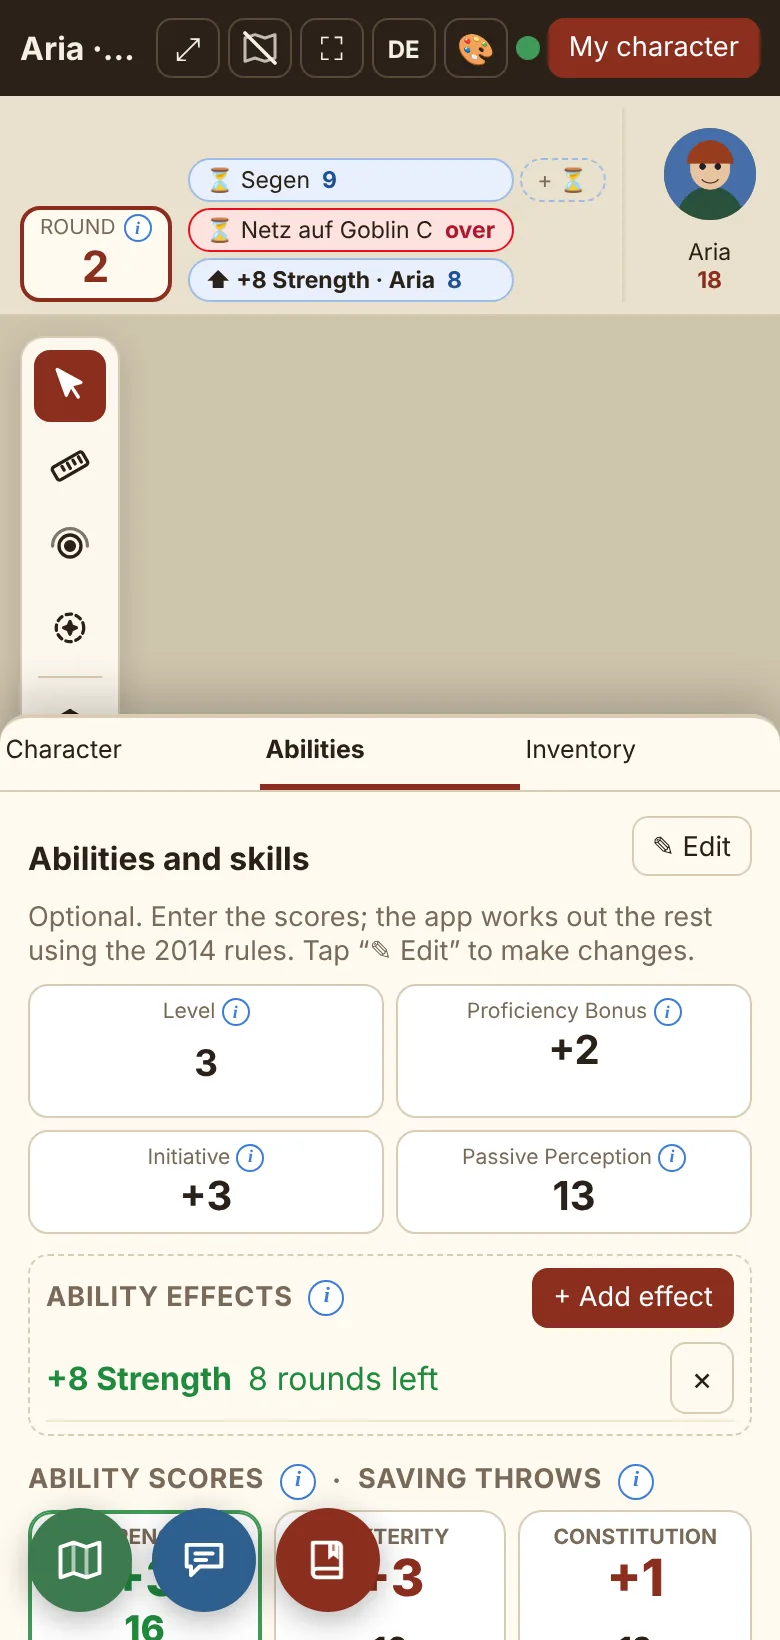 Aria ·…
DE
My character
ROUND i
2
Segen 9
Netz auf Goblin C over
+8 Strength · Aria 8
+
Aria
18
Character
Abilities
Inventory
Abilities and skills
✎ Edit
Optional. Enter the scores; the app works out the rest
using the 2014 rules. Tap “✎ Edit” to make changes.
Level i
3
Proficiency Bonus i
+2
Initiative i
+3
Passive Perception i
13
ABILITY EFFECTS i
+ Add effect
+8 Strength 8 rounds left
×
ABILITY SCORES i · SAVING THROWS i
CONSTITUTION
+3
+1
16